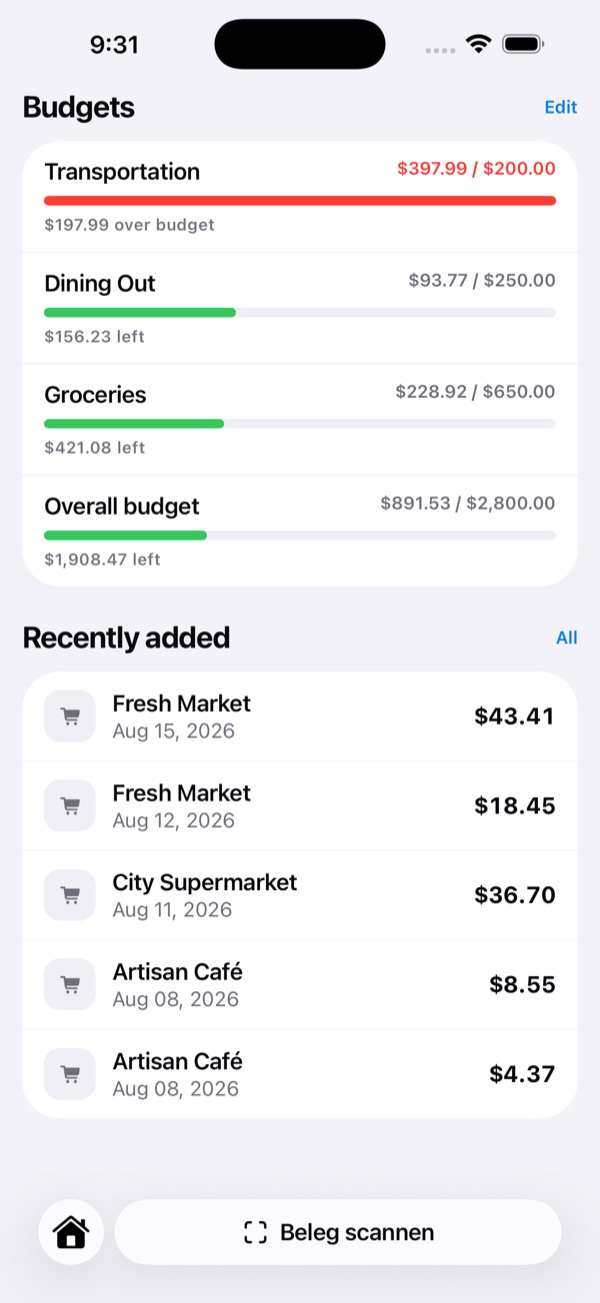 9:31
Budgets
Edit
Transportation
$397.99 / $200.00
$197.99 over budget
Dining Out
$93.77 / $250.00
$156.23 left
Groceries
$228.92 / $650.00
$421.08 left
Overall budget
$891.53 / $2,800.00
$1,908.47 left
Recently added
All
Fresh Market
$43.41
Aug 15, 2026
Fresh Market
$18.45
Aug 12, 2026
City Supermarket
$36.70
Aug 11, 2026
Artisan Café
$8.55
Aug 08, 2026
Artisan Café
$4.37
Aug 08, 2026
Beleg scannen